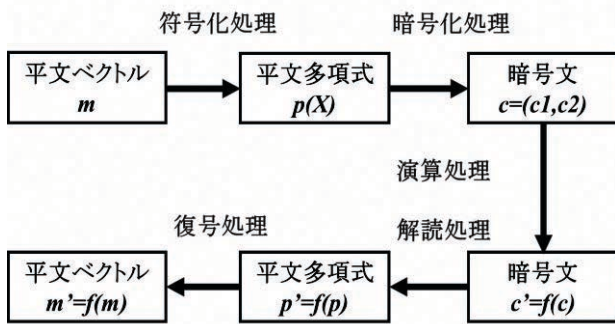 符号化処理
暗号化処理
平文ベクトル
m
平文多項式
p(X)
暗号文
c=(c1,c2)
演算処理
復号処理
解読処理
平文ベクトル
m'=f(m)
平文多項式
p'=f(p)
暗号文
c'=f(c)